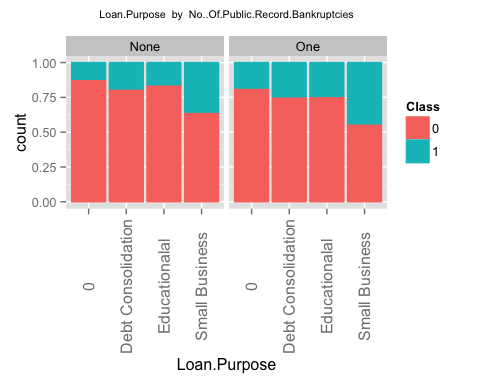 Loan.Purpose by No..Of.Public.Record.Bankruptcies
None
One
1.00
0.75
0.50
0.25
0.00
count
0
Debt Consolidation
Educationalal
Small Business
0
Debt Consolidation
Educationalal
Small Business
Loan.Purpose
Class
0
1